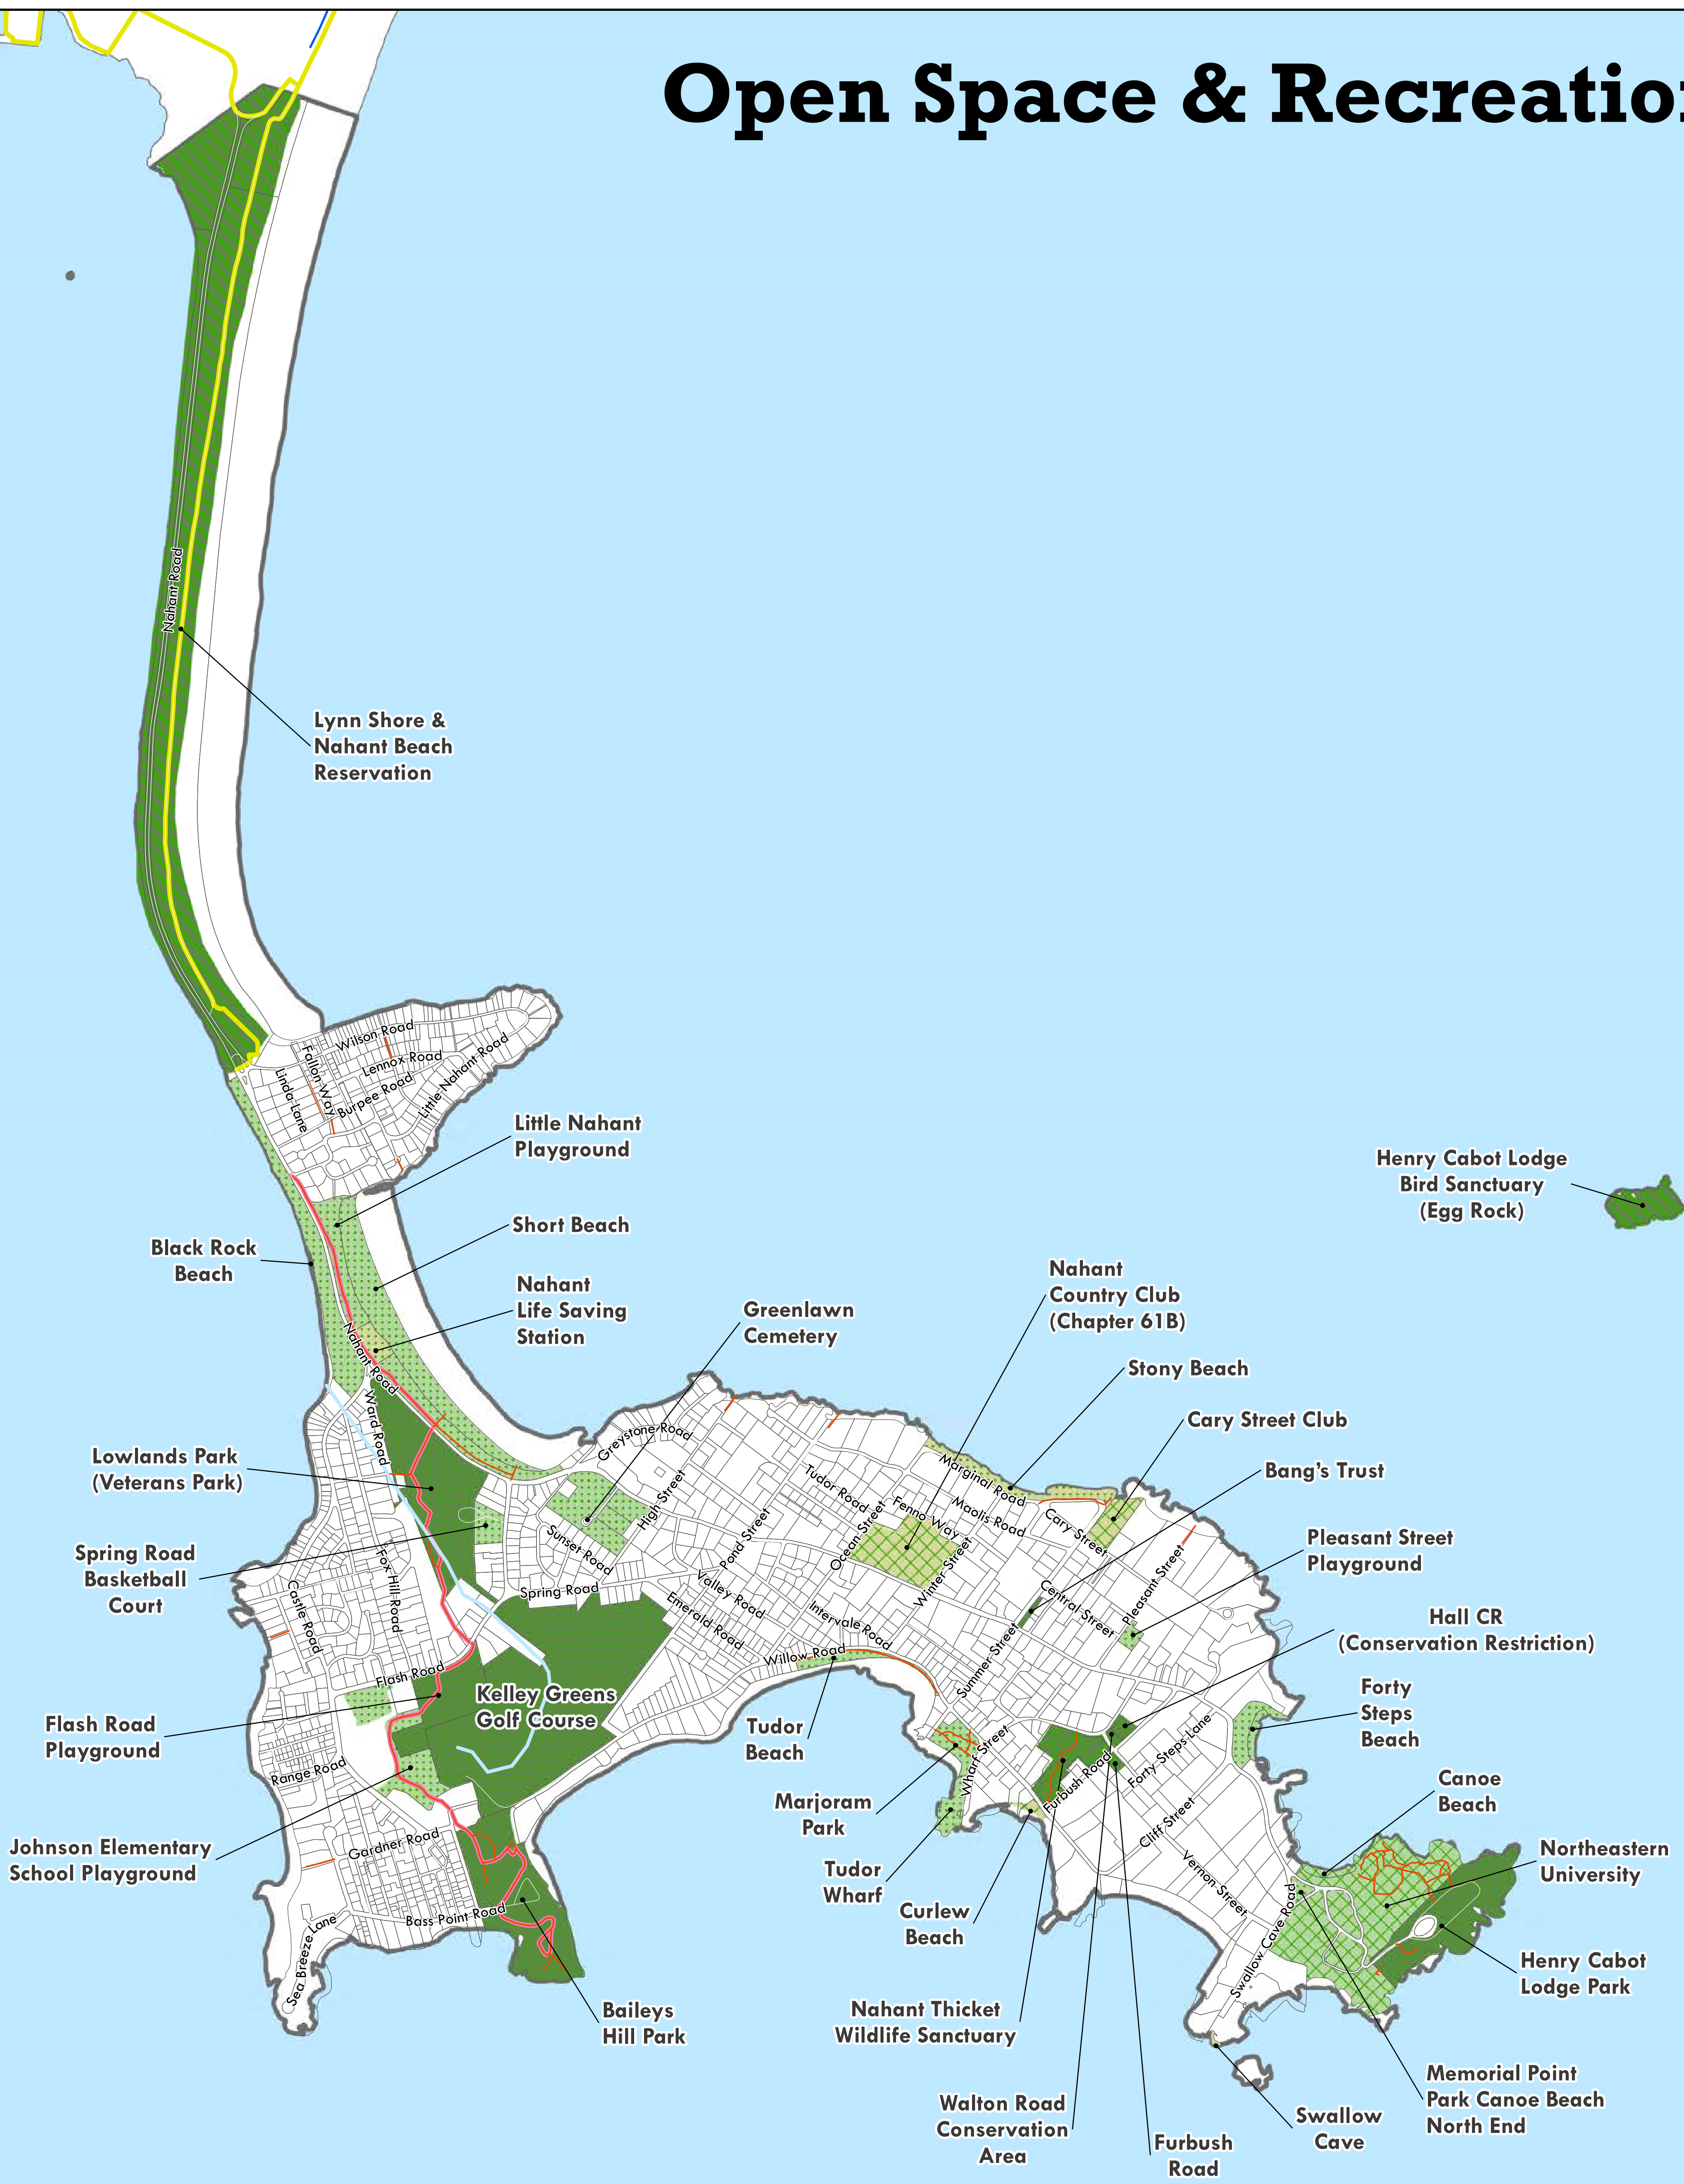 Open Space & Recreation
Nahant Road
Lynn Shore &
Nahant Beach
Reservation
Wilson Road
Fallon Way
Lennox Road
Linda Lane
Burpee Road
Little Nahant Road
Little Nahant
Playground
Henry Cabot Lodge
Bird Sanctuary
(Egg Rock)
Short Beach
Black Rock
Beach
Nahant
Life Saving
Station
Greenlawn
Cemetery
Nahant
Country Club
(Chapter 61B)
Nahant Road
Stony Beach
Ward Road
Cary Street Club
Greystone Road
Lowlands Park
(Veterans Park)
Marginal Road
Bang's Trust
High Street
Tudor Road
Fenno Way
Maolis Road
Cary Street
Ocean Street
Pond Street
Pleasant Street
Playground
Sunset Road
Spring Road
Basketball
Court
Fox Hill Road
Castle Road
Spring Road
Valley Road
Winter Street
Central Street
Pleasant Street
Emerald Road
Intervale Road
Hall CR
(Conservation Restriction)
Willow Road
Summer Street
Flash Road
Kelley Greens
Golf Course
Forty
Steps
Beach
Flash Road
Playground
Tudor
Beach
Range Road
Wharf Street
Forty Steps Lane
Furbush Road
Canoe
Beach
Marjoram
Park
Cliff Street
Johnson Elementary
School Playground
Gardner Road
Northeastern
University
Tudor
Wharf
Vernon Street
Curlew
Beach
Bass Point Road
Sea Breeze Lane
Swallow Cave Road
Henry Cabot
Lodge Park
Baileys
Hill Park
Nahant Thicket
Wildlife Sanctuary
Memorial Point
Park Canoe Beach
North End
Walton Road
Conservation
Area
Swallow
Cave
Furbush
Road